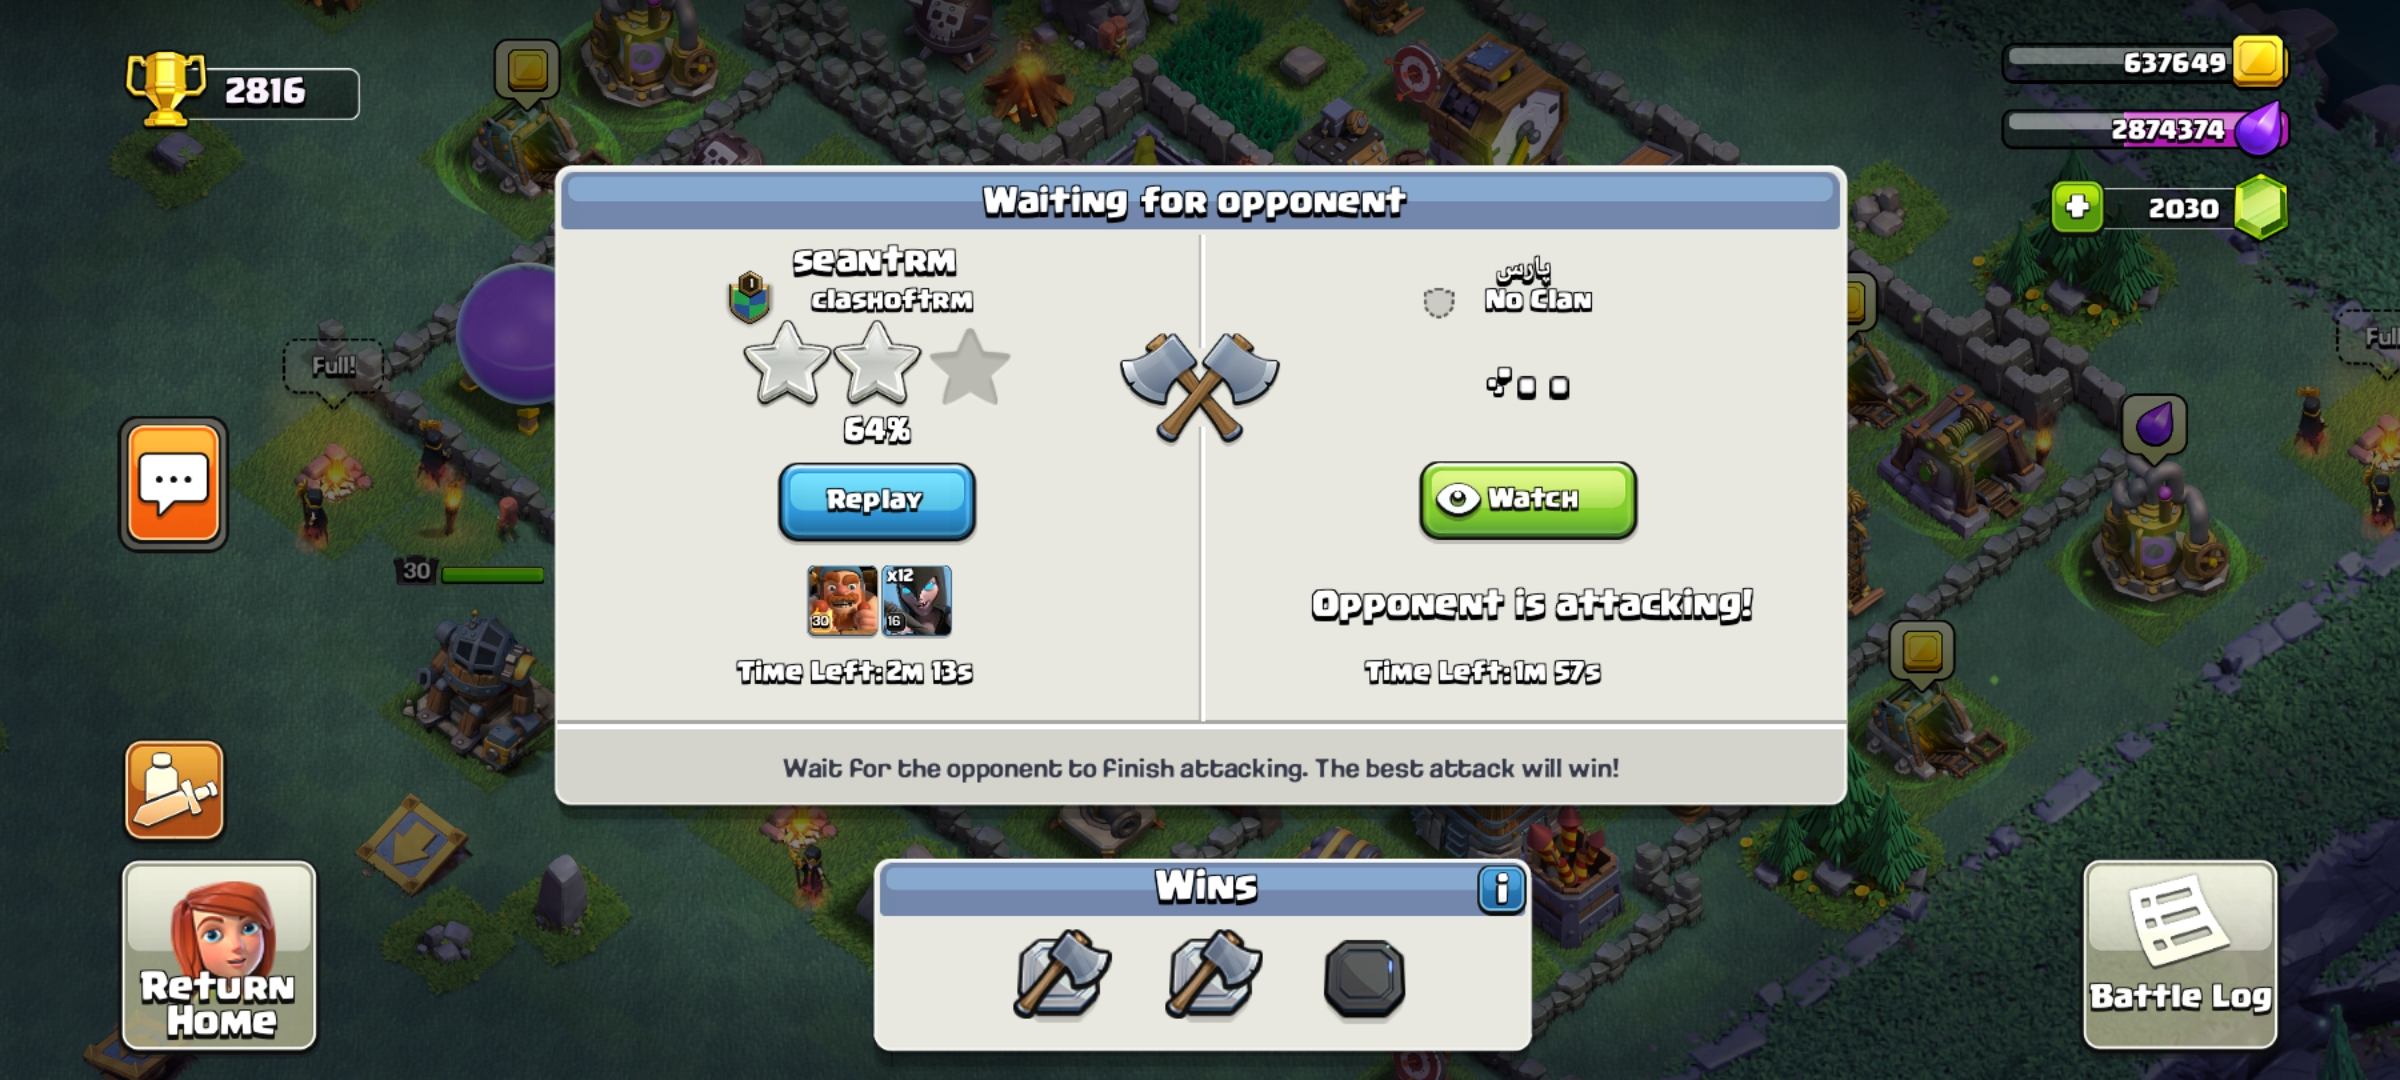 2816
637649
2874374
2030
Waiting for opponent
seantrm
clashoftrm
1
64%
Replay
x12
30
16
Time Left: 2m 13s
پارس
No Clan
Watch
Opponent is attacking!
Time Left: 1m 57s
Wait for the opponent to finish attacking. The best attack will win!
Full!
Full
30
Wins
i
Return
Home
Battle Log